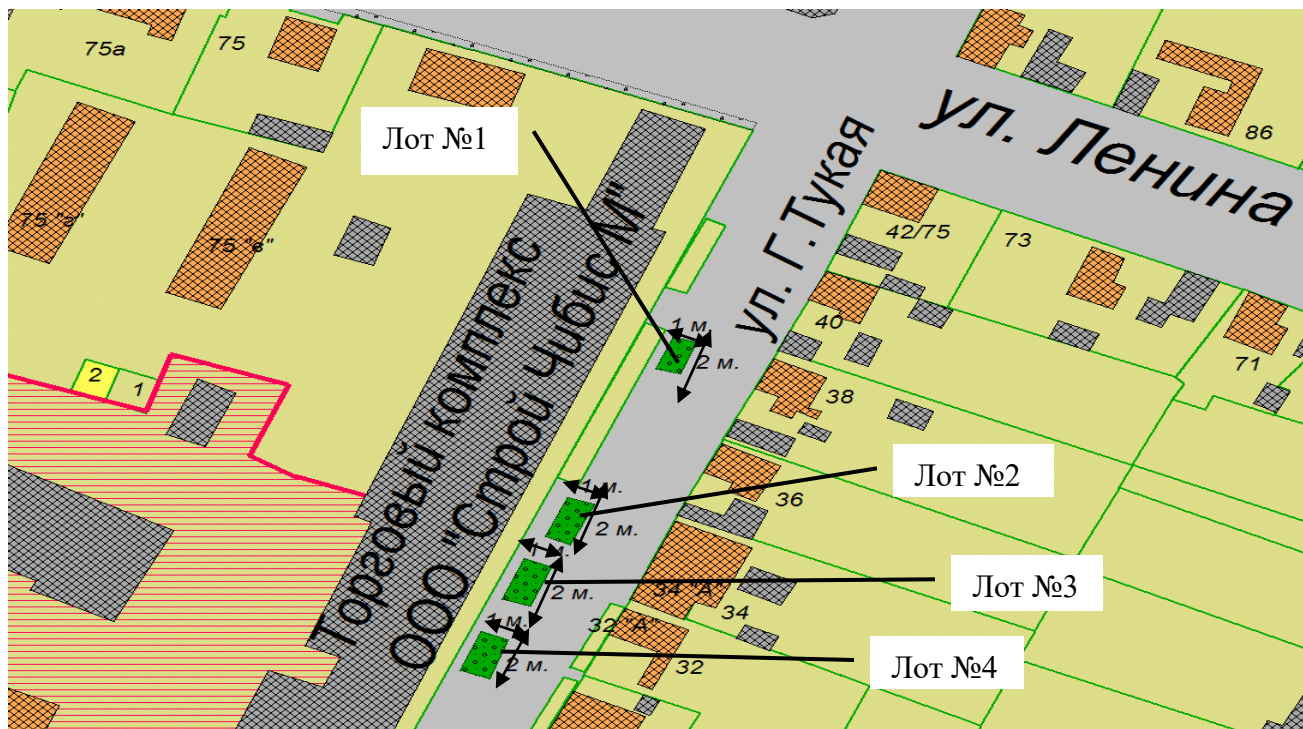 75а
75
86
Лот №1
ул. Ленина
ул. Г.Тукая
75 "а"
75 "в"
42/75
73
40
71
38
1 м.
2 м.
2
1
Торговый комплекс
ООО "Строй Чибис М"
Лот №2
36
1 м.
2 м.
Лот №3
1 м.
2 м.
34 "А"
34
32 "А"
32
Лот №4
1 м.
2 м.